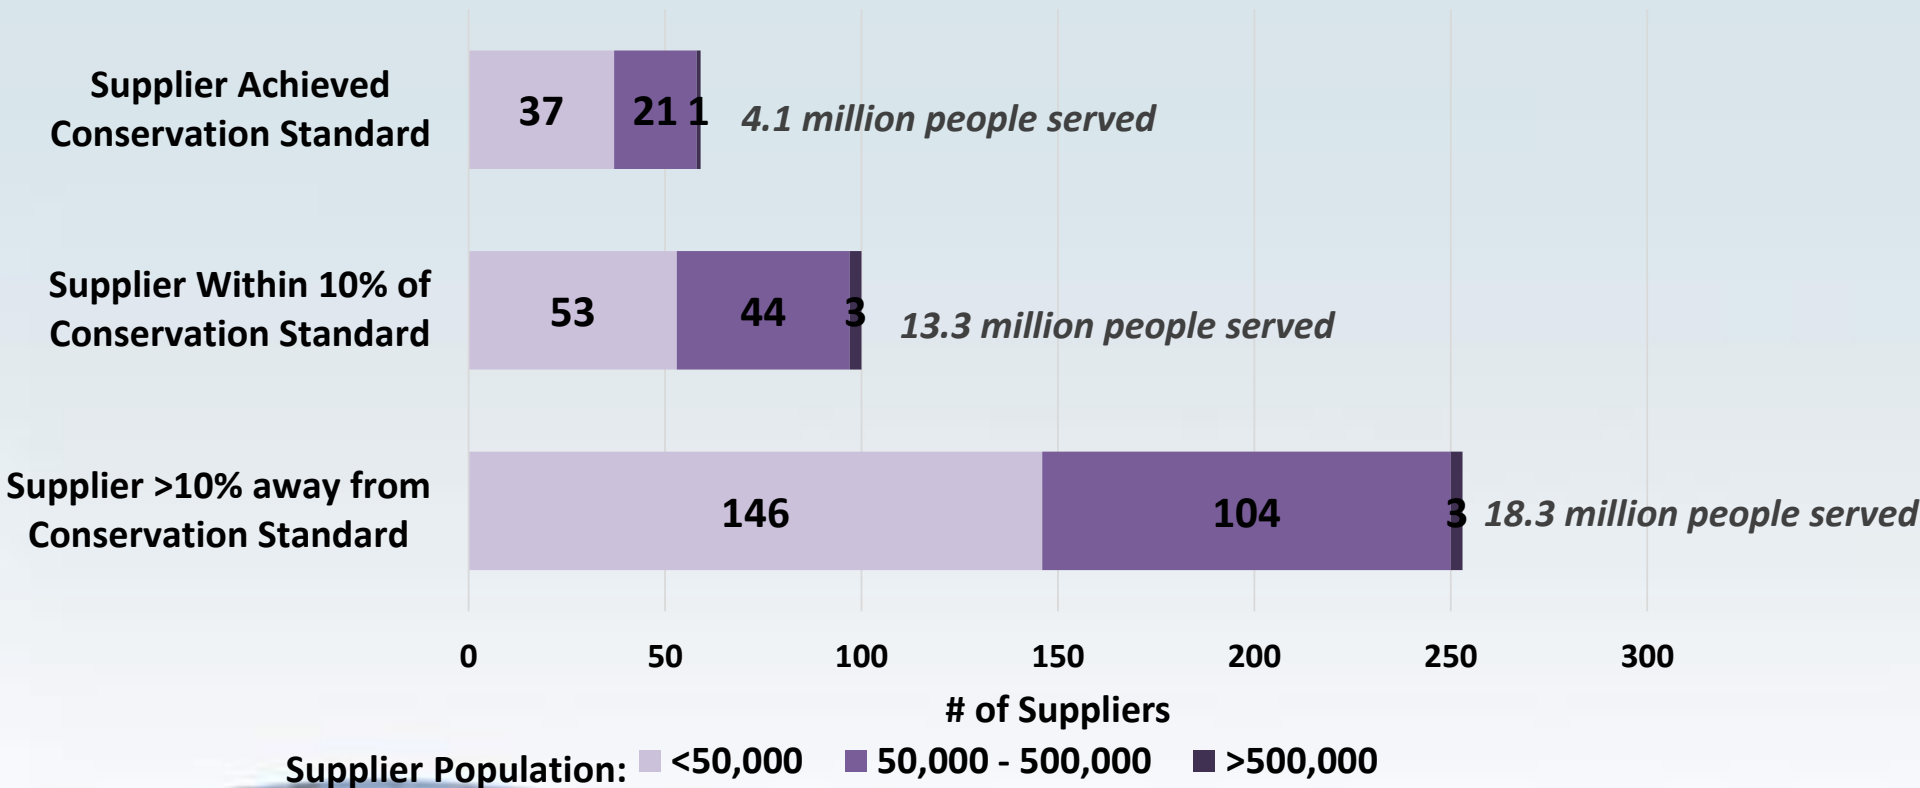 Supplier Achieved
Conservation Standard
37 21 1 4.1 million people served
Supplier Within 10% of
Conservation Standard
53 44 3 13.3 million people served
Supplier >10% away from
Conservation Standard
146 104 3 18.3 million people served
0 50 100 150 200 250 300
# of Suppliers
Supplier Population: <50,000 50,000 - 500,000 >500,000